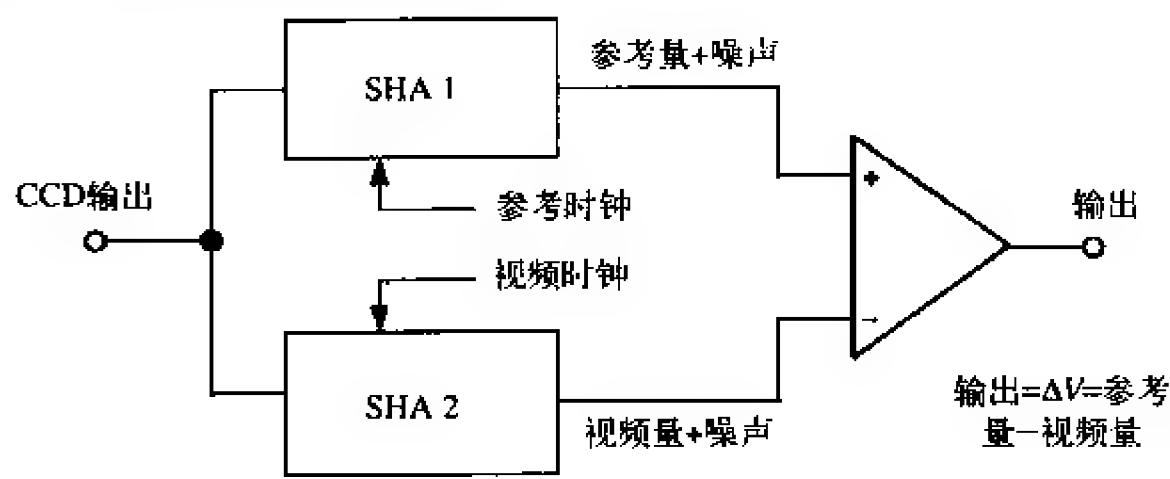 SHA 1
参考量+噪声
CCD输出
参考时钟
+
输出
视频时钟
-
SHA 2
视频量+噪声
输出=ΔV=参考
量-视频量